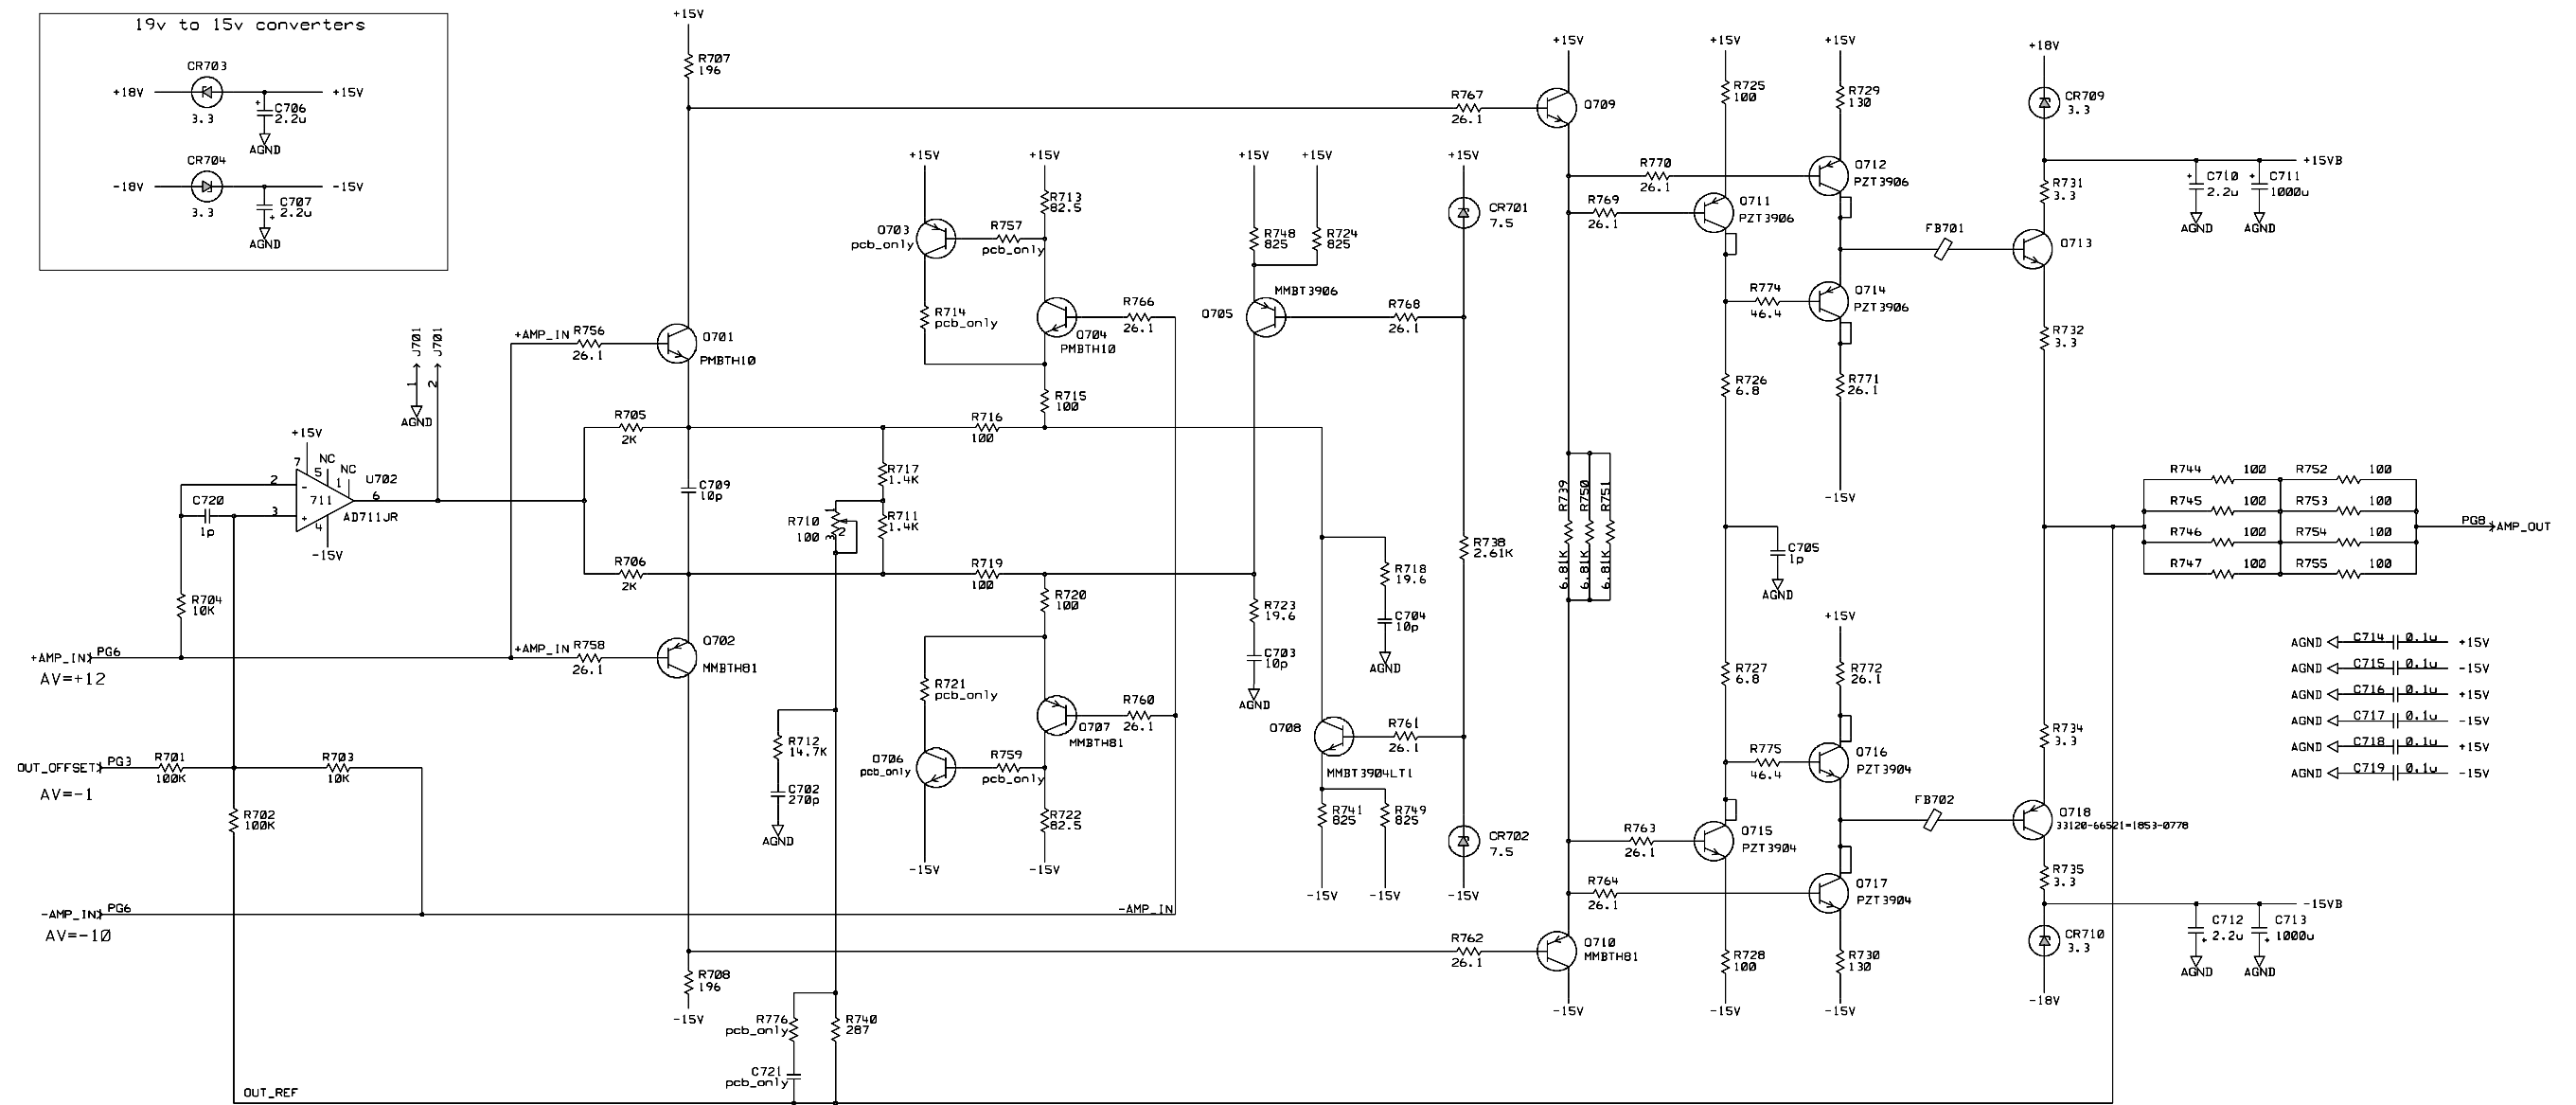 19v to 15v converters
CR703
+18V
+15V
3.3
C706
2.2u
AGND
CR704
-18V
-15V
3.3
C707
2.2u
AGND
+15V
R707
196
R767
26.1
+15V
Q709
+15V
R725
100
+15V
R729
130
+18V
CR709
3.3
+15VB
C710
2.2u
C711
1000u
AGND
AGND
R731
3.3
+15V
+15V
R713
82.5
Q703
pcb_only
R757
pcb_only
R714
pcb_only
Q704
PMBTH10
R766
26.1
R715
100
+15V
+15V
R748
825
R724
825
MMBT3906
Q705
R768
26.1
+15V
CR701
7.5
R770
26.1
R769
26.1
Q711
PZT3906
Q712
PZT3906
FB701
Q713
R774
46.4
Q714
PZT3906
R732
3.3
R726
6.8
R771
26.1
-15V
J701
J701
1
2
AGND
+AMP_IN
R756
26.1
Q701
PMBTH10
R705
2K
R716
100
+15V
7
NC
5
NC
1
U702
2
-
711
6
3
+
4
AD711JR
-15V
C720
1p
C709
10p
R717
1.4K
R710
100
1
2
3
R711
1.4K
R706
2K
R719
100
R720
100
R704
10K
R723
19.6
C703
10p
AGND
R718
19.6
C704
10p
AGND
R738
2.61K
R739
R750
R751
6.81K
6.81K
6.81K
C705
1p
AGND
R744
100
R752
100
R745
100
R753
100
R746
100
R754
100
R747
100
R755
100
PG8
AMP_OUT
+AMP_IN
PG6
AV=+12
+AMP_IN
R758
26.1
Q702
MMBTH81
R721
pcb_only
Q707
MMBTH81
R760
26.1
Q706
pcb_only
R759
pcb_only
R722
82.5
-15V
-15V
R712
14.7K
C702
270p
AGND
Q708
R761
26.1
MMBT3904LT1
R741
825
R749
825
-15V
-15V
CR702
7.5
-15V
R727
6.8
+15V
R772
26.1
R775
46.4
Q716
PZT3904
R734
3.3
R763
26.1
Q715
PZT3904
FB702
Q718
33120-66521=1853-0778
R764
26.1
Q717
PZT3904
R735
3.3
-15VB
C712
2.2u
C713
1000u
AGND
AGND
CR710
3.3
-18V
AGND
C714
0.1u
+15V
AGND
C715
0.1u
-15V
AGND
C716
0.1u
+15V
AGND
C717
0.1u
-15V
AGND
C718
0.1u
+15V
AGND
C719
0.1u
-15V
OUT_OFFSET
PG3
R701
100K
AV=-1
R703
10K
R702
100K
-AMP_IN
PG6
AV=-10
-AMP_IN
R762
26.1
Q710
MMBTH81
-15V
R728
100
-15V
R730
130
-15V
R708
196
-15V
R776
pcb_only
R740
287
C721
pcb_only
OUT_REF